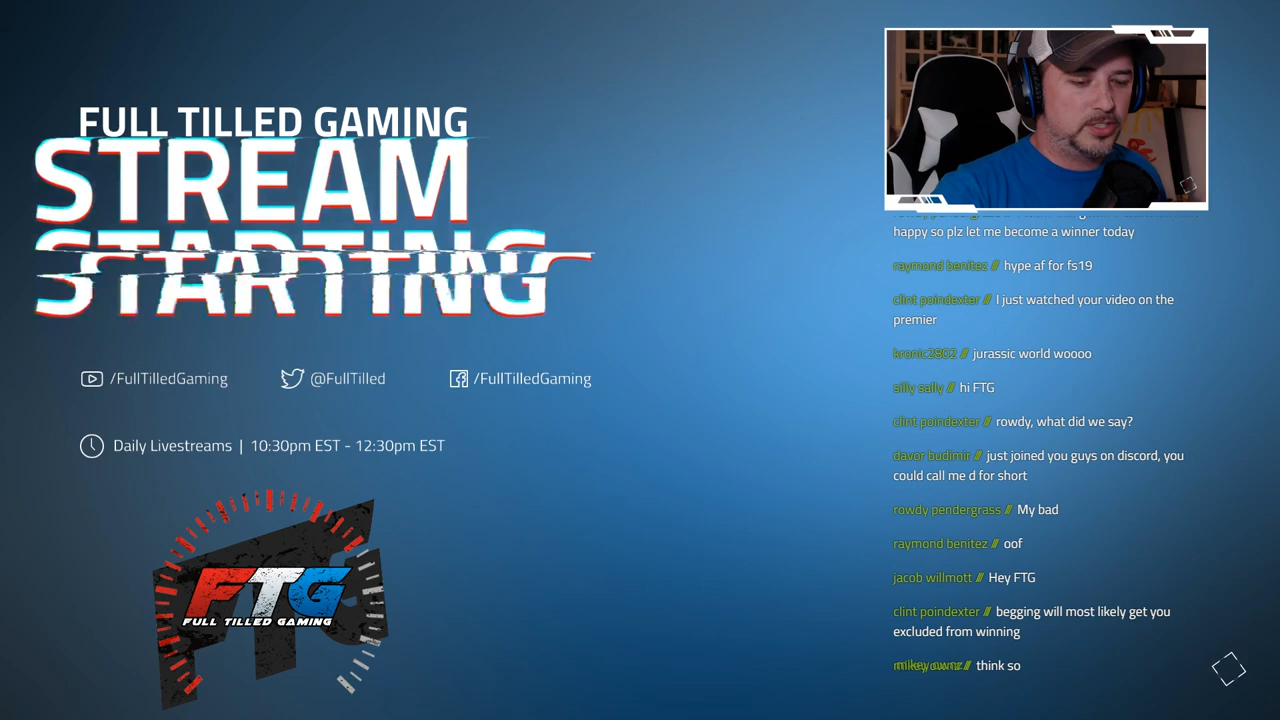 FULL TILLED GAMING
STREAM
STARTING
/FullTilledGaming
@FullTilled
/FullTilledGaming
Daily Livestreams | 10:30pm EST - 12:30pm EST
FTG
FULL TILLED GAMING
happy so plz let me become a winner today
raymond benitez // hype af for fs19
clint poindexter // I just watched your video on the
premier
kronic2802 // jurassic world woooo
silly sally // hi FTG
clint poindexter // rowdy, what did we say?
davor budimir // just joined you guys on discord, you
could call me d for short
rowdy pendergrass // My bad
raymond benitez // oof
jacob willmott // Hey FTG
clint poindexter // begging will most likely get you
excluded from winning
// think so